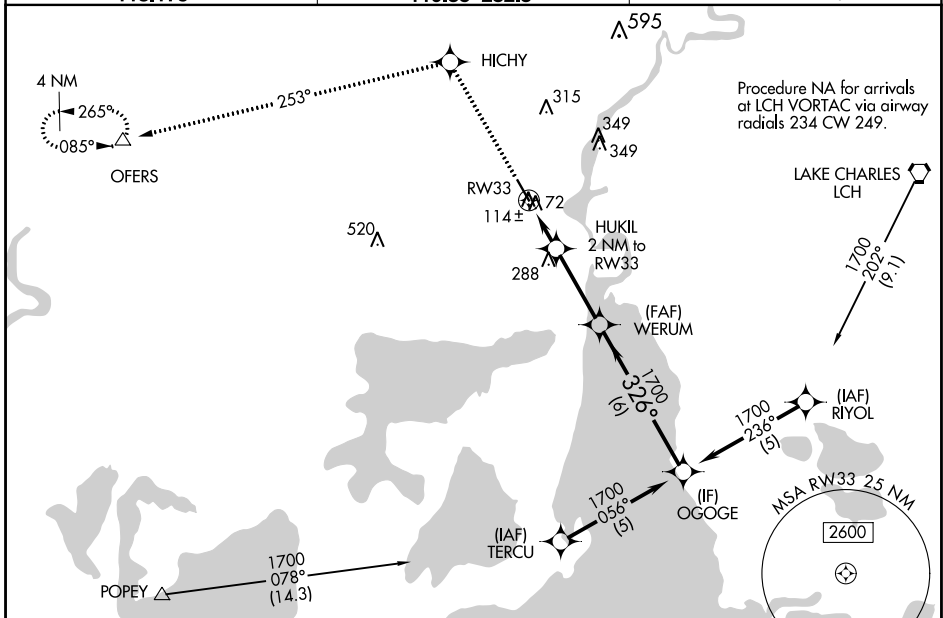 595
HICHY
4 NM
265°
085°
OFERS
253°
315
349
349
Procedure NA for arrivals
at LCH VORTAC via airway
radials 234 CW 249.
LAKE CHARLES
LCH
1700
202°
(9.1)
RW33
72
114±
HUKIL
2 NM to
RW33
520
288
(FAF)
WERUM
1700
326°
(6)
(IAF)
RIYOL
1700
236°
(5)
(IF)
OGOGE
1700
056°
(5)
(IAF)
TERCU
MSA RW33 25 NM
2600
POPEY
1700
078°
(14.3)